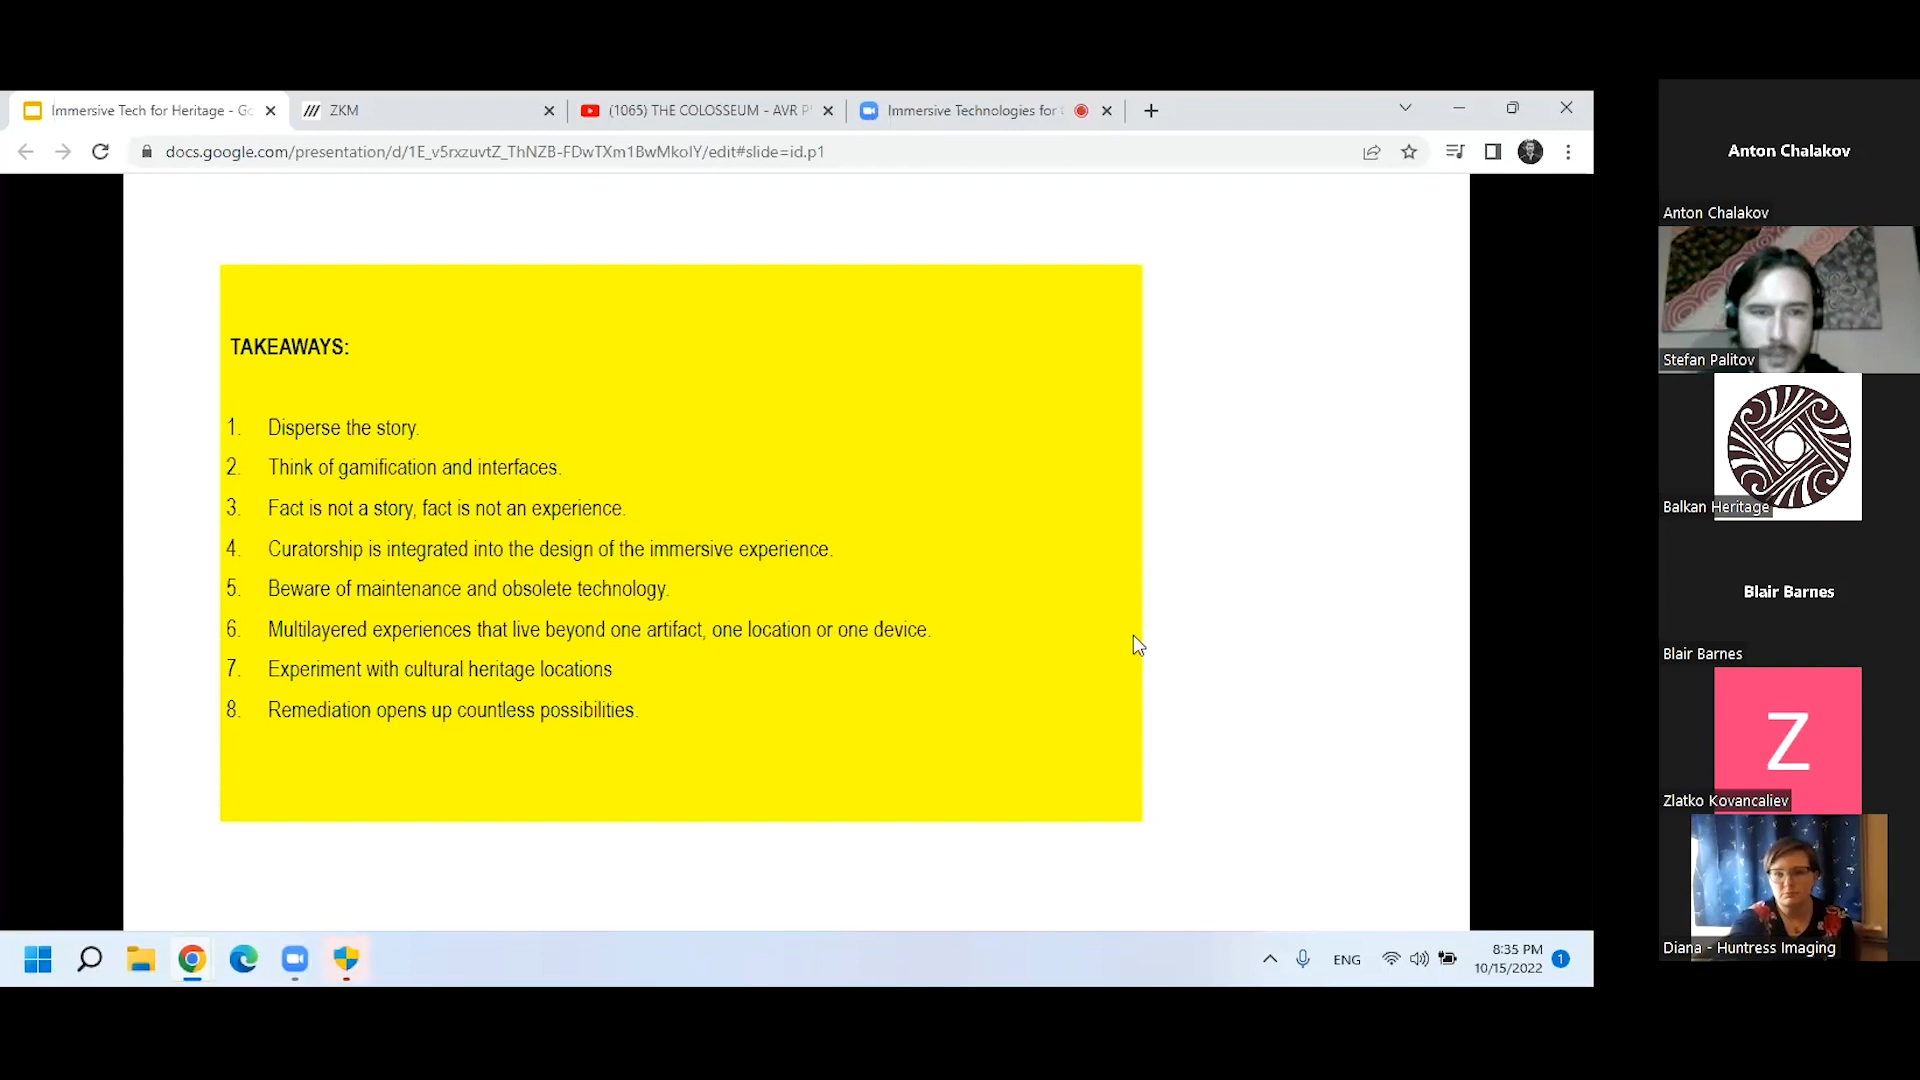 Immersive Tech for Heritage - Go
ZKM
(1065) THE COLOSSEUM - AVR P
Immersive Technologies for
docs.google.com/presentation/d/1E_v5rxzuvtZ_ThNZB-FDwTXm1BwMkoIY/edit#slide=id.p1
TAKEAWAYS:
1. Disperse the story.
2. Think of gamification and interfaces.
3. Fact is not a story, fact is not an experience.
4. Curatorship is integrated into the design of the immersive experience.
5. Beware of maintenance and obsolete technology.
6. Multilayered experiences that live beyond one artifact, one location or one device.
7. Experiment with cultural heritage locations
8. Remediation opens up countless possibilities.
ENG
8:35 PM
10/15/2022
1
Anton Chalakov
Anton Chalakov
Stefan Palitov
Balkan Heritage
Blair Barnes
Blair Barnes
Z
Zlatko Kovancaliev
Diana - Huntress Imaging